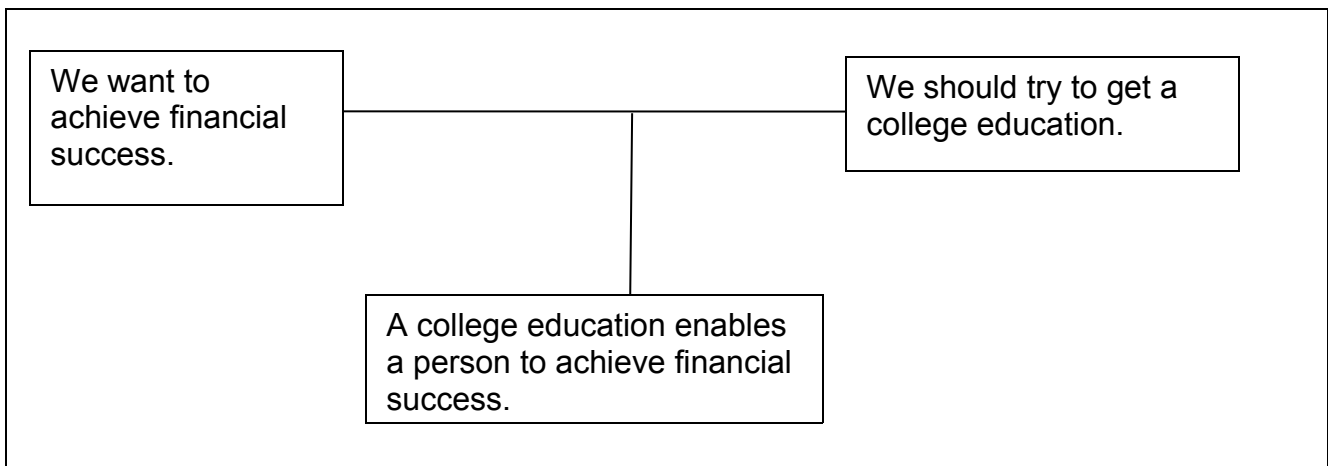 We want to
achieve financial
success.
We should try to get a
college education.
A college education enables
a person to achieve financial
success.